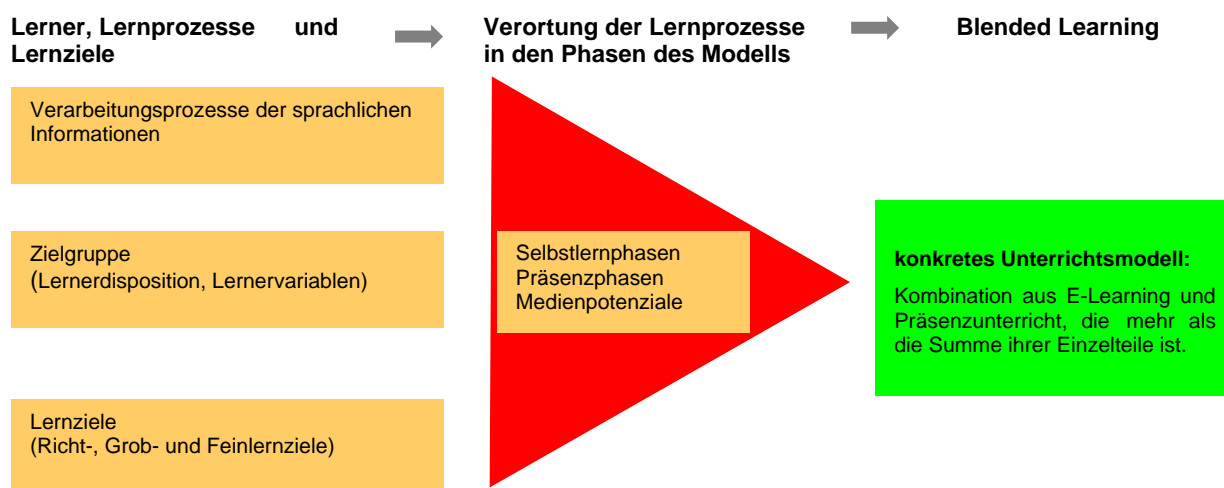 Lerner, Lernprozesse und
Lernziele
Verortung der Lernprozesse
in den Phasen des Modells
Blended Learning
Verarbeitungsprozesse der sprachlichen
Informationen
Zielgruppe
(Lernerdisposition, Lernervariablen)
Lernziele
(Richt-, Grob- und Feinlernziele)
Selbstlernphasen
Präsenzphasen
Medienpotenziale
konkretes Unterrichtsmodell:
Kombination aus E-Learning und
Präsenzunterricht, die mehr als
die Summe ihrer Einzelteile ist.